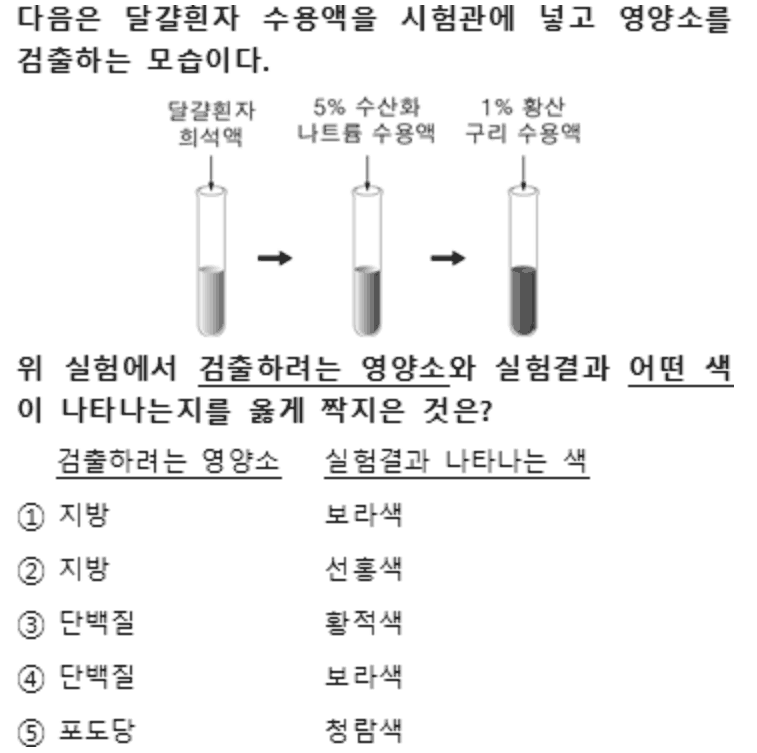 다음은 달걀흰자 수용액을 시험관에 넣고 영양소를
검출하는 모습이다.
달걀흰자 5% 수산화 1% 황산
희석액 나트륨 수용액 구리 수용액
위 실험에서 검출하려는 영양소와 실험결과 어떤 색
이 나타나는지를 옳게 짝지은 것은?
검출하려는 영양소 실험결과 나타나는 색
① 지방 보라색
② 지방 선홍색
③ 단백질 황적색
④ 단백질 보라색
⑤ 포도당 청람색